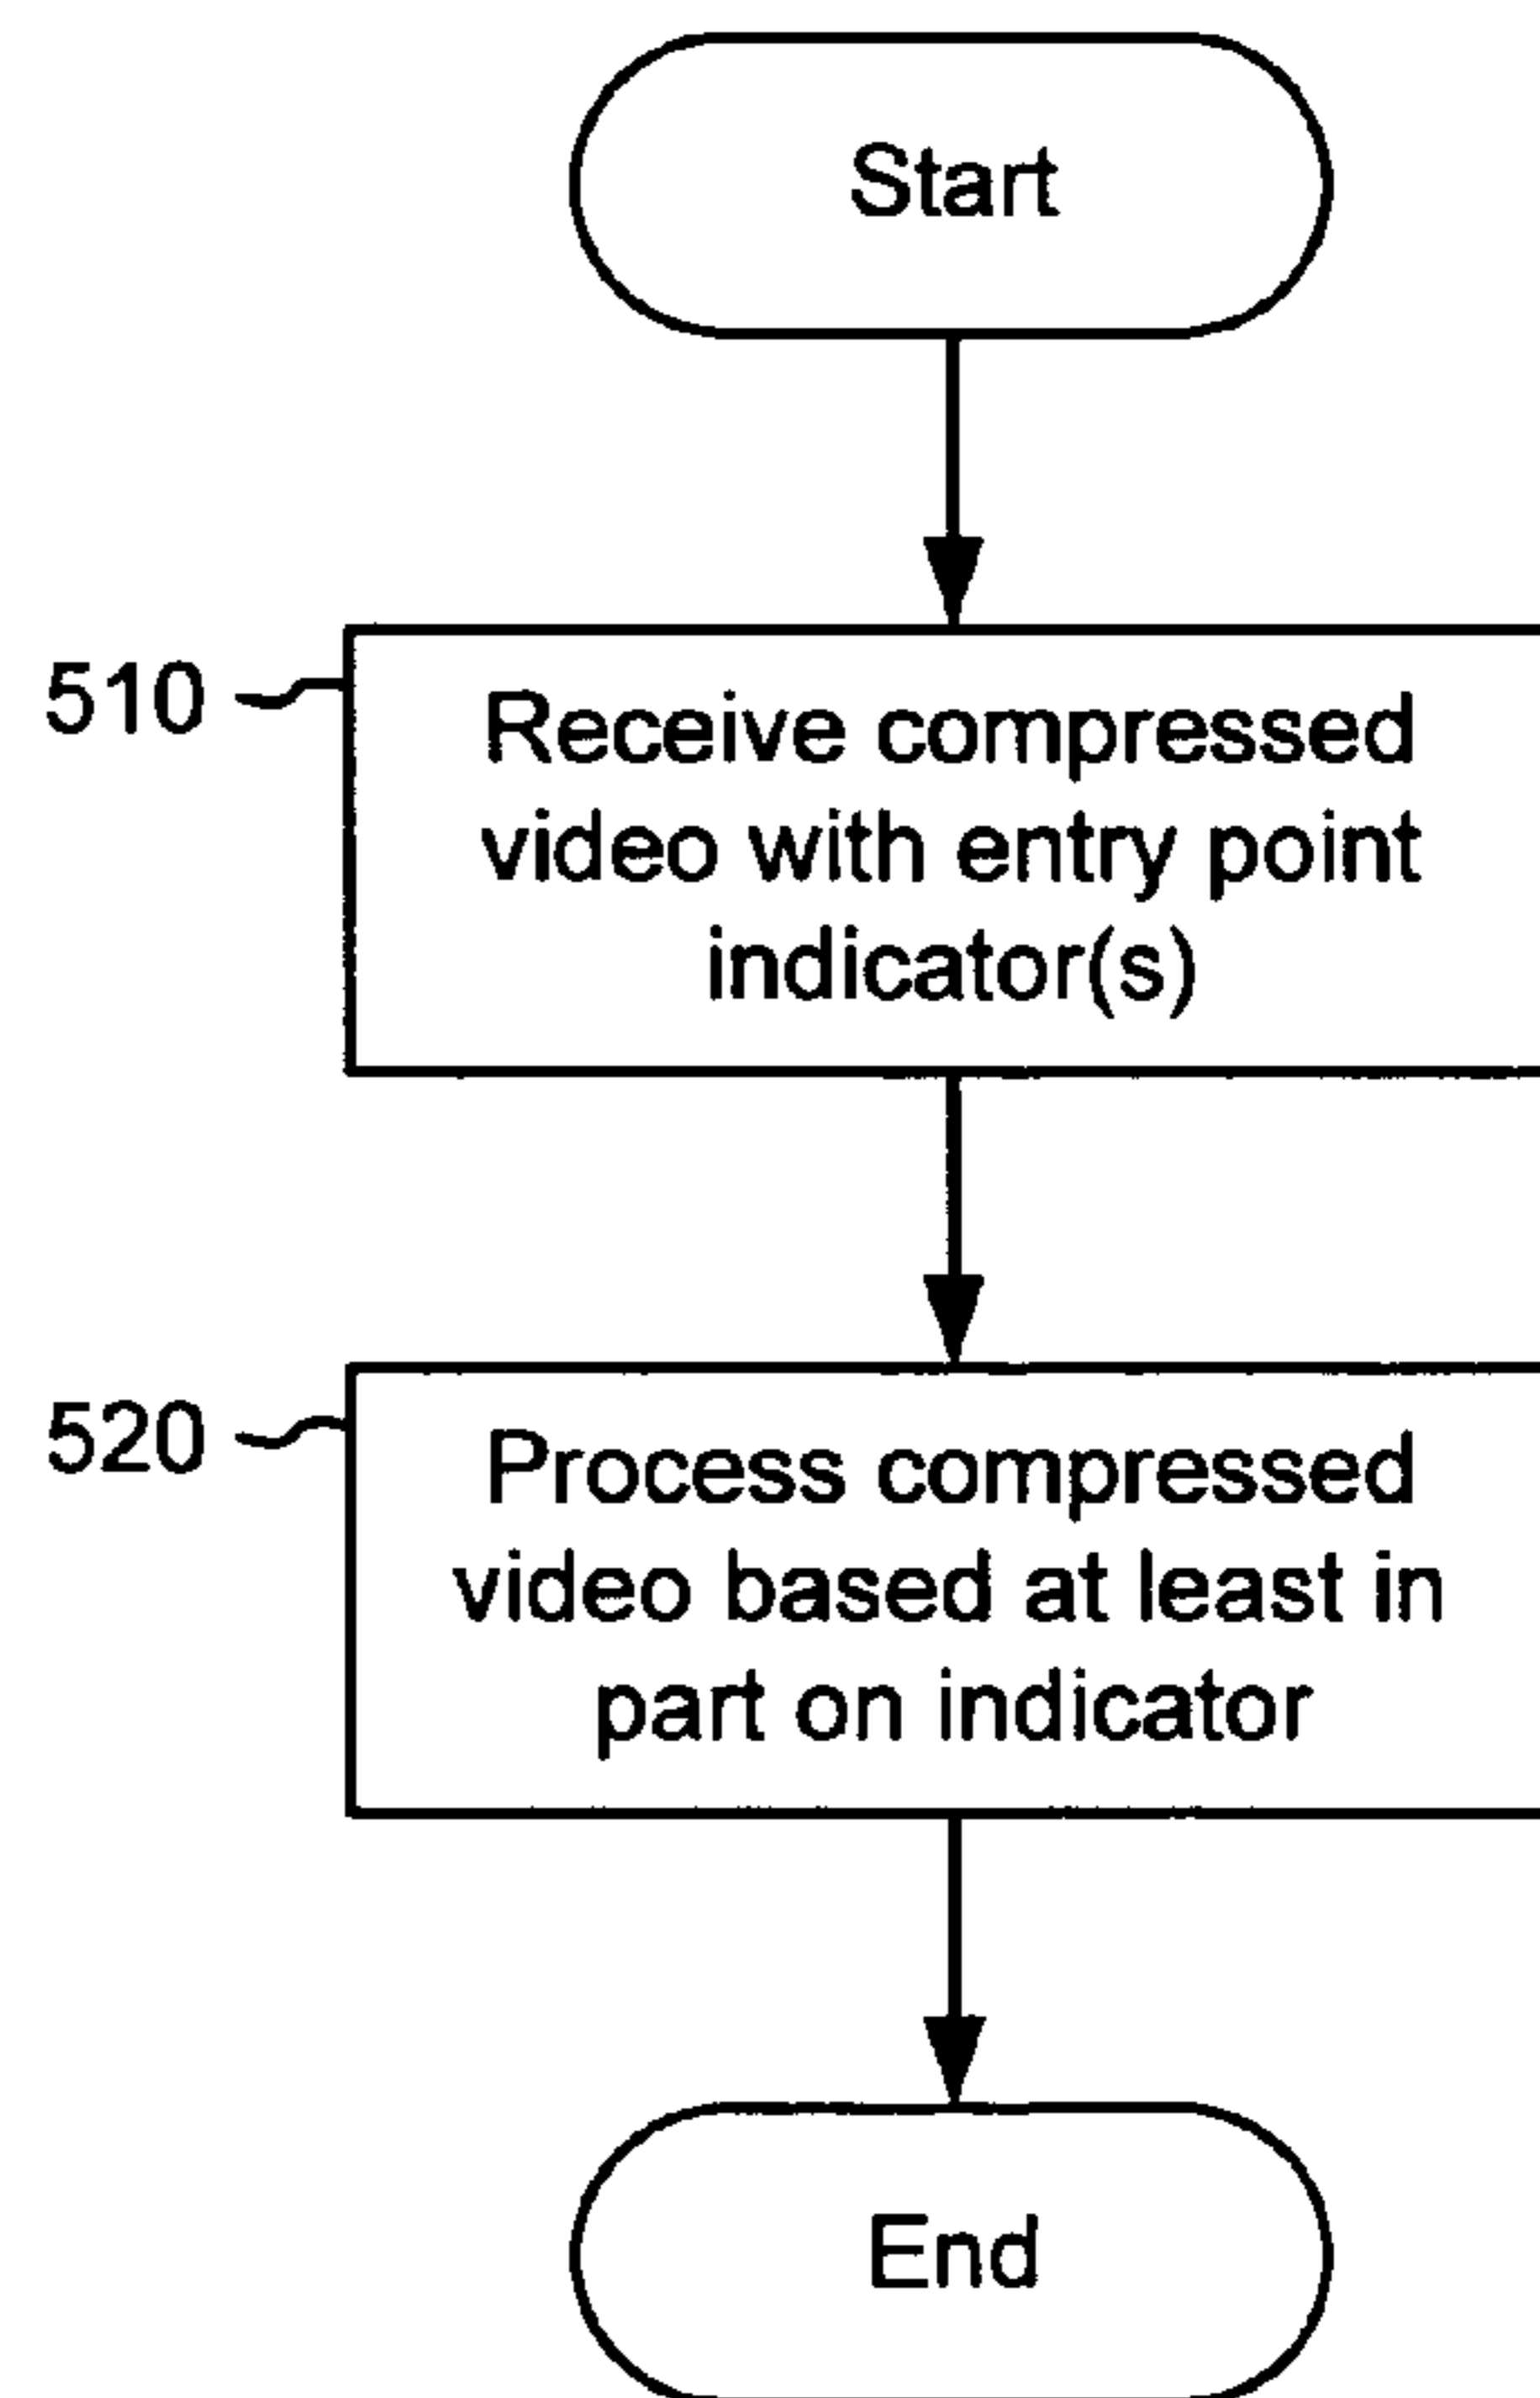 Start
510
Receive compressed
video with entry point
indicator(s)
520
Process compressed
video based at least in
part on indicator
End